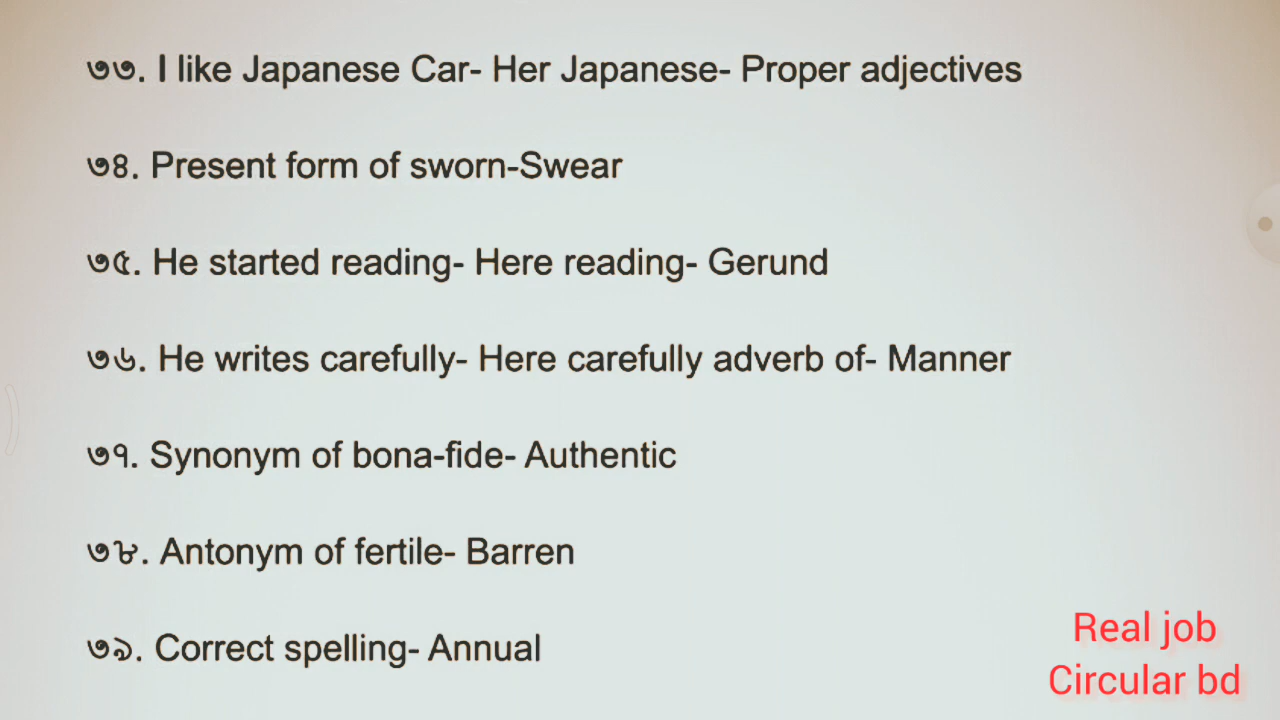 ৩৩. I like Japanese Car- Her Japanese- Proper adjectives
৩৪. Present form of sworn-Swear
৩৫. He started reading- Here reading- Gerund
৩৬. He writes carefully- Here carefully adverb of- Manner
৩৭. Synonym of bona-fide- Authentic
৩৮. Antonym of fertile- Barren
৩৯. Correct spelling- Annual
Real job
Circular bd